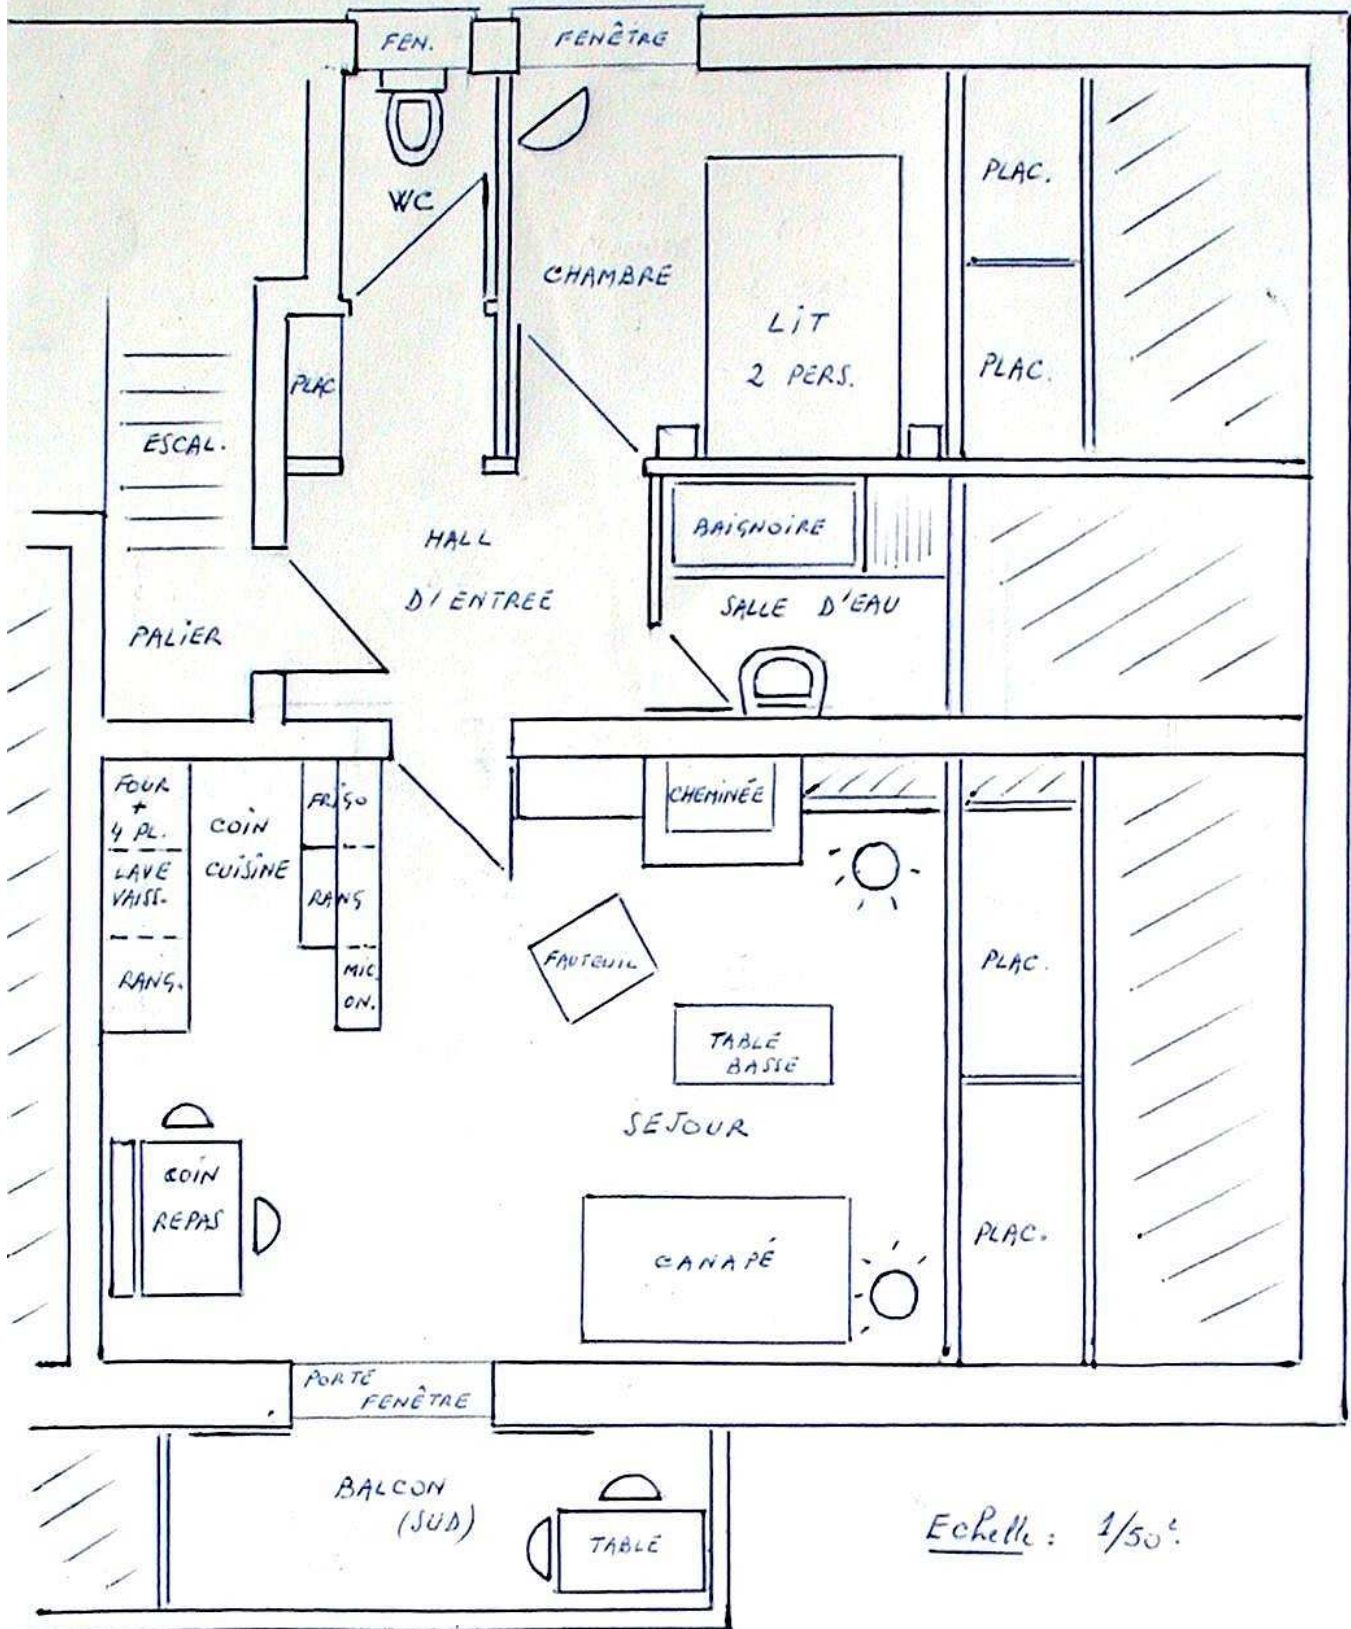 FEN.
FENÊTRE
WC
PLAC.
CHAMBRE
LIT
2 PERS.
PLAC.
PLAC
ESCAL.
HALL
D'ENTREE
BAIGNOIRE
SALLE D'EAU
PALIER
FOUR
+
4 PL.
LAVE
VAISS.
RANG.
COIN
CUISINE
FRIGO
RANG
MIC
ON.
CHEMINÉE
FAUTEUIL
TABLE
BASSE
PLAC.
SEJOUR
COIN
REPAS
CANAPÉ
PLAC.
PORTE
FENÊTRE
BALCON
(SUD)
TABLE
Echelle : 1/50e.